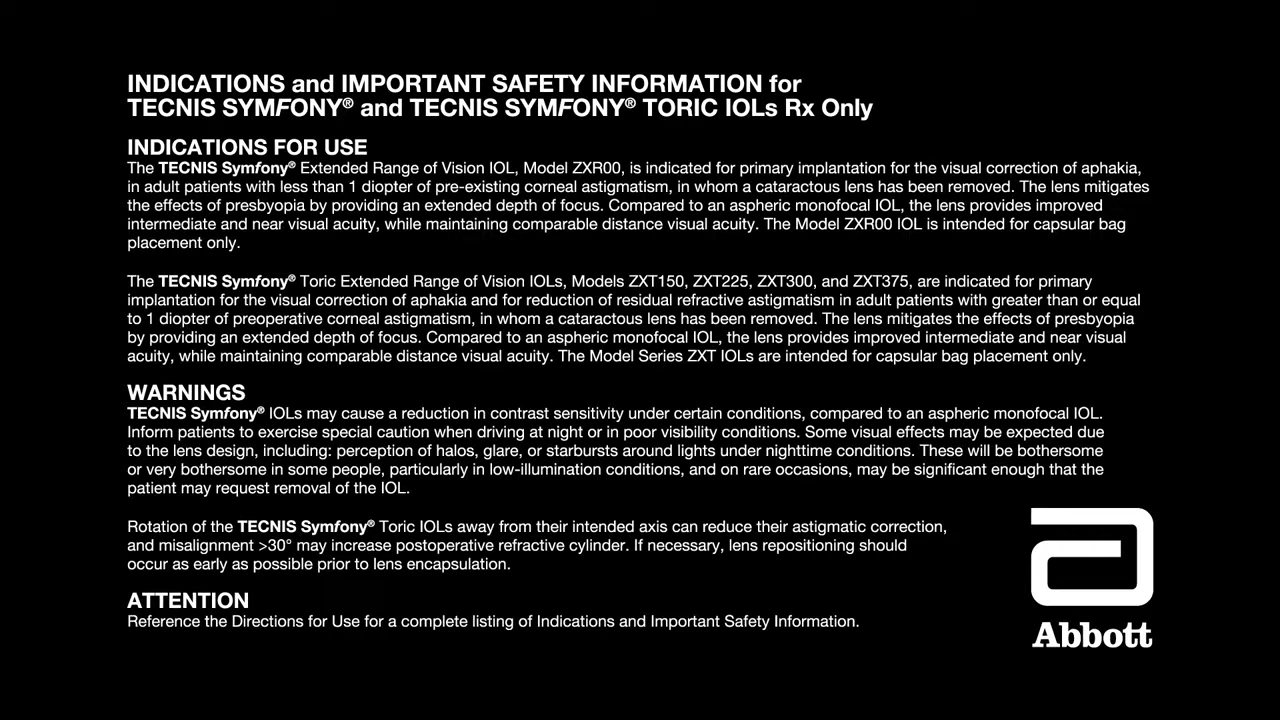 INDICATIONS and IMPORTANT SAFETY INFORMATION for
TECNIS SYMFONY® and TECNIS SYMFONY® TORIC IOLs Rx Only
INDICATIONS FOR USE
The TECNIS Symfony® Extended Range of Vision IOL, Model ZXR00, is indicated for primary implantation for the visual correction of aphakia,
in adult patients with less than 1 diopter of pre-existing corneal astigmatism, in whom a cataractous lens has been removed. The lens mitigates
the effects of presbyopia by providing an extended depth of focus. Compared to an aspheric monofocal IOL, the lens provides improved
intermediate and near visual acuity, while maintaining comparable distance visual acuity. The Model ZXR00 IOL is intended for capsular bag
placement only.
The TECNIS Symfony® Toric Extended Range of Vision IOLs, Models ZXT150, ZXT225, ZXT300, and ZXT375, are indicated for primary
implantation for the visual correction of aphakia and for reduction of residual refractive astigmatism in adult patients with greater than or equal
to 1 diopter of preoperative corneal astigmatism, in whom a cataractous lens has been removed. The lens mitigates the effects of presbyopia
by providing an extended depth of focus. Compared to an aspheric monofocal IOL, the lens provides improved intermediate and near visual
acuity, while maintaining comparable distance visual acuity. The Model Series ZXT IOLs are intended for capsular bag placement only.
WARNINGS
TECNIS Symfony® IOLs may cause a reduction in contrast sensitivity under certain conditions, compared to an aspheric monofocal IOL.
Inform patients to exercise special caution when driving at night or in poor visibility conditions. Some visual effects may be expected due
to the lens design, including: perception of halos, glare, or starbursts around lights under nighttime conditions. These will be bothersome
or very bothersome in some people, particularly in low-illumination conditions, and on rare occasions, may be significant enough that the
patient may request removal of the IOL.
Rotation of the TECNIS Symfony® Toric IOLs away from their intended axis can reduce their astigmatic correction,
and misalignment >30° may increase postoperative refractive cylinder. If necessary, lens repositioning should
occur as early as possible prior to lens encapsulation.
ATTENTION
Reference the Directions for Use for a complete listing of Indications and Important Safety Information.
Abbott